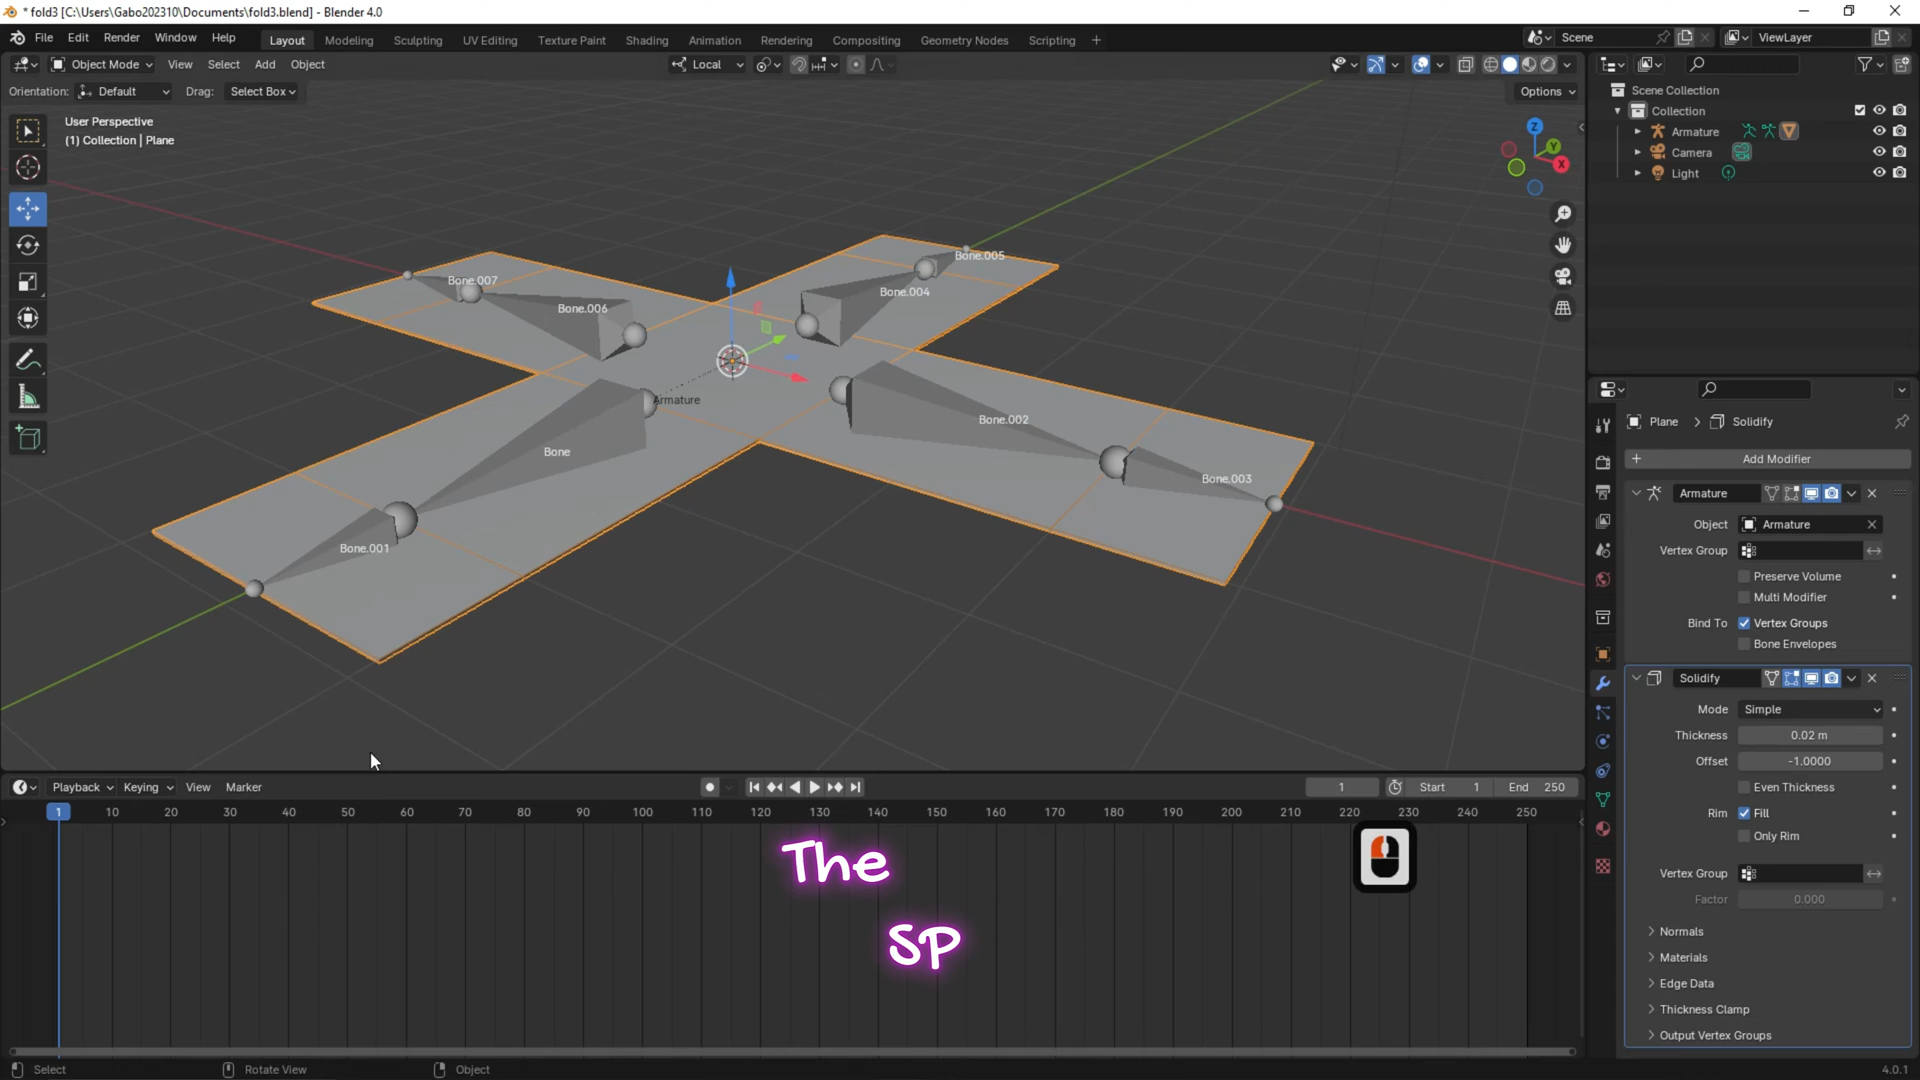 * fold3 [C:\Users\Gabo202310\Documents\fold3.blend] - Blender 4.0
File Edit Render Window Help
Layout Modeling Sculpting UV Editing Texture Paint Shading Animation Rendering Compositing Geometry Nodes Scripting +
Scene
ViewLayer
Object Mode View Select Add Object
Local
Orientation: Default Drag: Select Box
Options
User Perspective
(1) Collection | Plane
Z
Y
X
Bone.007
Bone.006
Bone.005
Bone.004
Armature
Bone.002
Bone
Bone.003
Bone.001
Scene Collection
Collection
Armature
Camera
Light
Plane > Solidify
+ Add Modifier
Armature
Object Armature
Vertex Group
Preserve Volume
Multi Modifier
Bind To Vertex Groups
Bone Envelopes
Solidify
Mode Simple
Thickness 0.02 m
Offset -1.0000
Even Thickness
Rim Fill
Only Rim
Vertex Group
Factor 0.000
Normals
Materials
Edge Data
Thickness Clamp
Output Vertex Groups
Playback Keying View Marker
1 Start 1 End 250
1 10 20 30 40 50 60 70 80 90 100 110 120 130 140 150 160 170 180 190 200 210 220 230 240 250
The
SP
Select Rotate View Object
4.0.1